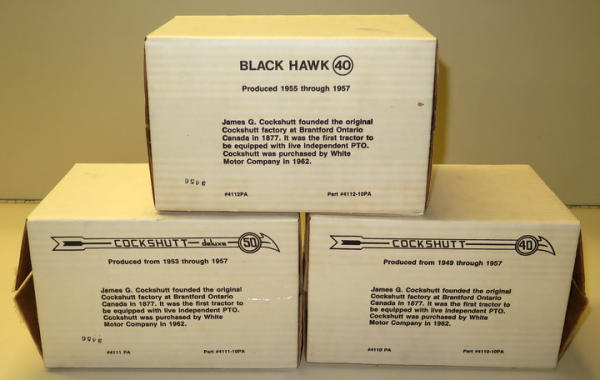 BLACK HAWK 40
Produced 1955 through 1957
James G. Cockshutt founded the original
Cockshutt factory at Brantford Ontario
Canada in 1877. It was the first tractor to
be equipped with live independent PTO.
Cockshutt was purchased by White
Motor Company in 1962.
3456
#4112PA Part #4112-10PA
COCKSHUTT deluxe 50
Produced from 1953 through 1957
James G. Cockshutt founded the original
Cockshutt factory at Brantford Ontario
Canada in 1877. It was the first tractor to
be equipped with live independent PTO.
Cockshutt was purchased by White
Motor Company in 1962.
3456
#4111 PA Part #4111-10PA
COCKSHUTT 40
Produced from 1949 through 1957
James G. Cockshutt founded the original
Cockshutt factory at Brantford Ontario
Canada in 1877. It was the first tractor to
be equipped with live independent PTO.
Cockshutt was purchased by White
Motor Company in 1962.
#4110 PA Part #4110-10PA